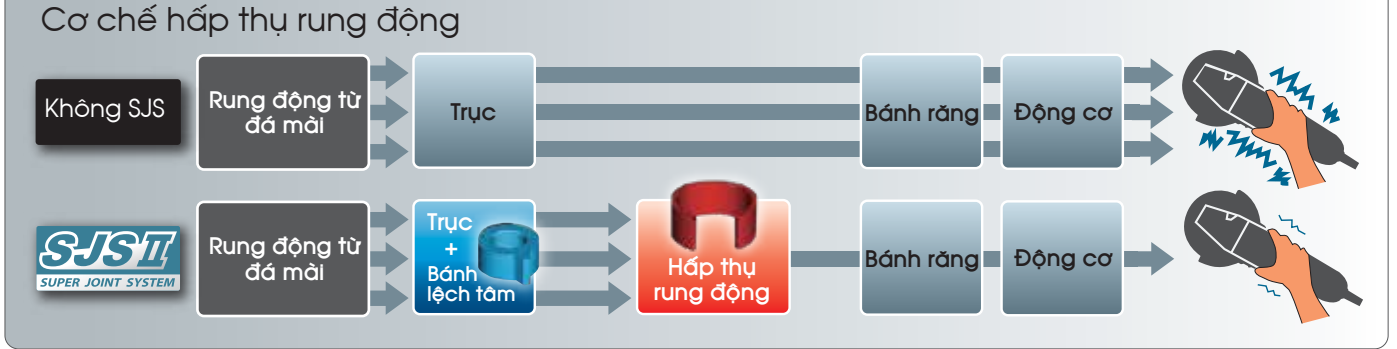 Cơ chế hấp thụ rung động
Không SJS
Rung động từ
đá mài
Trục
Bánh răng
Động cơ
SJSII
SUPER JOINT SYSTEM
Rung động từ
đá mài
Trục
+
Bánh
lệch tâm
Hấp thụ
rung động
Bánh răng
Động cơ